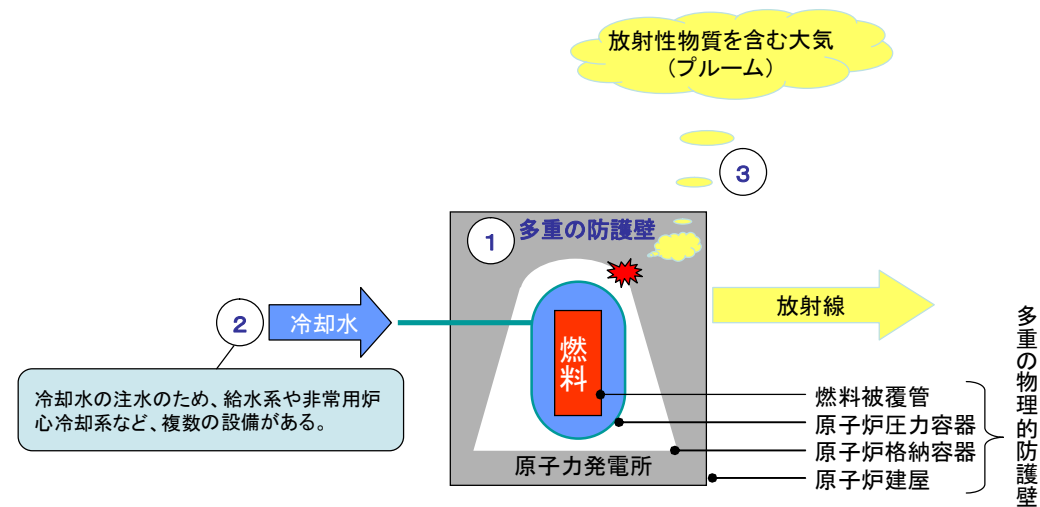 放射性物質を含む大気
（プルーム）
③
① 多重の防護壁
② 冷却水
放射線
燃料
冷却水の注水のため、給水系や非常用炉
心冷却系など、複数の設備がある。
燃料被覆管
原子炉圧力容器
原子炉格納容器
原子炉建屋
原子力発電所
多重の物理的防護壁